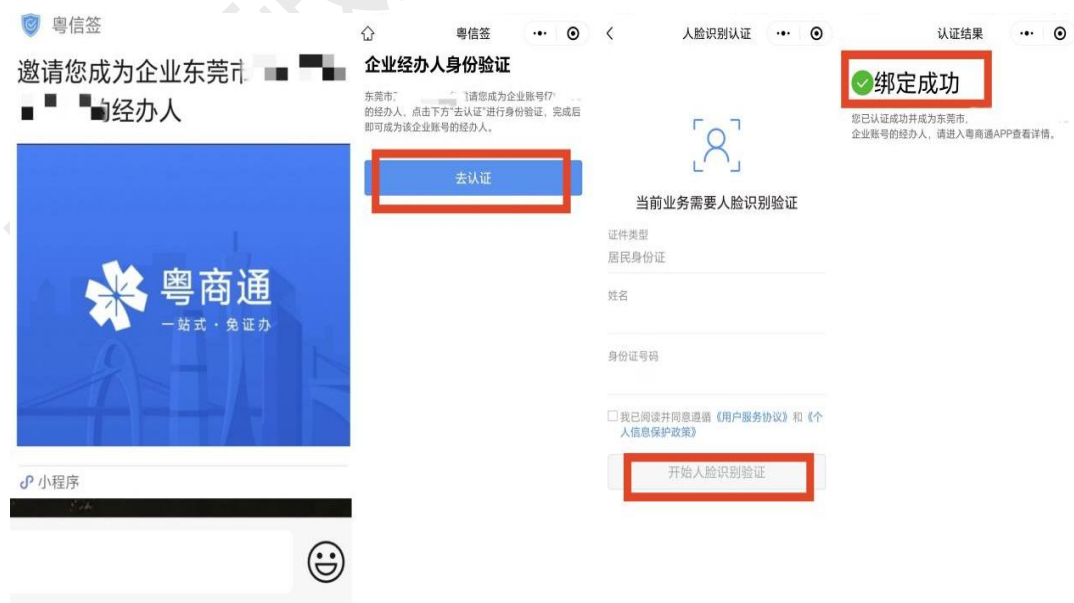 粤信签
邀请您成为企业东莞市
的经办人
粤商通
一站式·免证办
小程序
粤信签
企业经办人身份验证
东莞市 邀请您成为企业账号f7
的经办人，点击下方“去认证”进行身份验证，完成后
即可成为该企业账号的经办人。
去认证
人脸识别认证
当前业务需要人脸识别验证
证件类型
居民身份证
姓名
身份证号码
我已阅读并同意遵循《用户服务协议》和《个
人信息保护政策》
开始人脸识别验证
认证结果
绑定成功
您已认证成功并成为东莞市
企业账号的经办人，请进入粤商通APP查看详情。